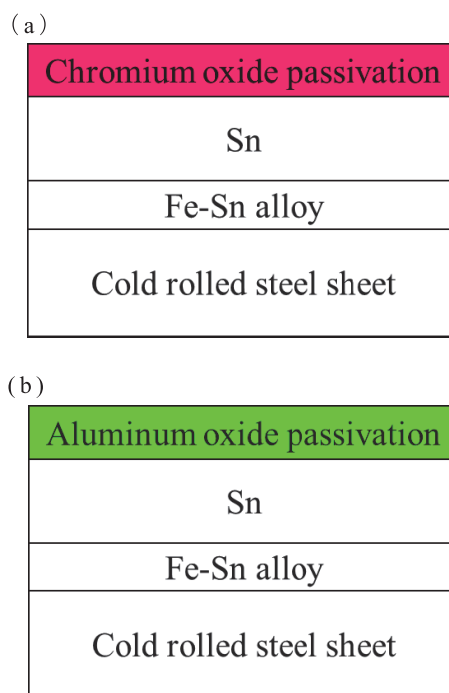 (a)
Chromium oxide passivation
Sn
Fe-Sn alloy
Cold rolled steel sheet
(b)
Aluminum oxide passivation
Sn
Fe-Sn alloy
Cold rolled steel sheet